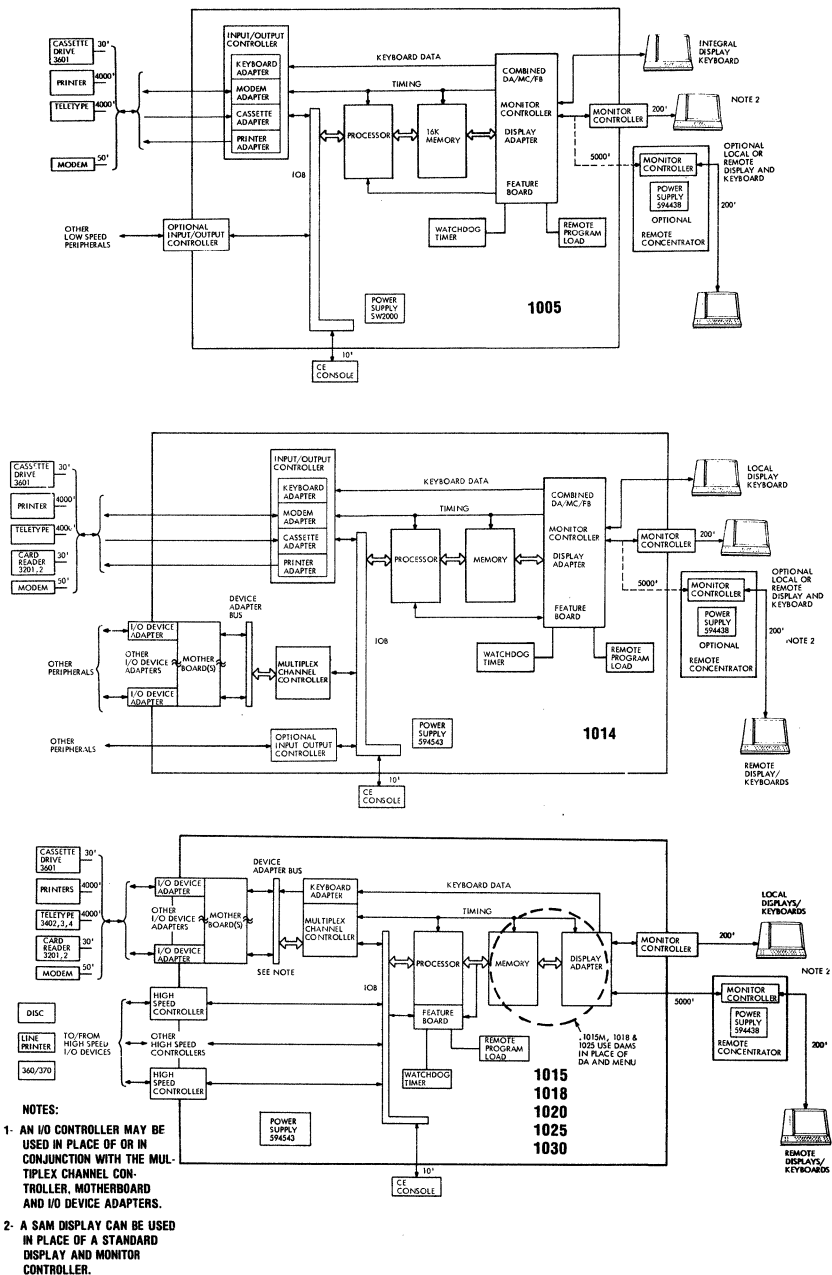 CASSETTE
DRIVE
3601
30'
PRINTER
4000'
TELETYPE
4000'
MODEM
50'
INPUT/OUTPUT
CONTROLLER
KEYBOARD
ADAPTER
MODEM
ADAPTER
CASSETTE
ADAPTER
PRINTER
ADAPTER
KEYBOARD DATA
TIMING
PROCESSOR
16K
MEMORY
COMBINED
DA/MC/FB
MONITOR
CONTROLLER
DISPLAY
ADAPTER
FEATURE
BOARD
INTEGRAL
DISPLAY
KEYBOARD
MONITOR
CONTROLLER
200'
NOTE 2
5000'
MONITOR
CONTROLLER
POWER
SUPPLY
594438
OPTIONAL
REMOTE
CONCENTRATOR
OPTIONAL
LOCAL OR
REMOTE
DISPLAY AND
KEYBOARD
200'
IOB
OTHER
LOW SPEED
PERIPHERALS
OPTIONAL
INPUT/OUTPUT
CONTROLLER
WATCHDOG
TIMER
REMOTE
PROGRAM
LOAD
POWER
SUPPLY
SW2000
1005
10'
CE
CONSOLE
CASSTTE
DRIVE
3601
30'
PRINTER
4000'
TELETYPE
400('
CARD
READER
3201,2
30'
MODEM
50'
INPUT/OUTPUT
CONTROLLER
KEYBOARD
ADAPTER
MODEM
ADAPTER
CASSETTE
ADAPTER
PRINTER
ADAPTER
KEYBOARD DATA
TIMING
PROCESSOR
MEMORY
COMBINED
DA/MC/FB
MONITOR
CONTROLLER
DISPLAY
ADAPTER
FEATURE
BOARD
LOCAL
DISPLAY
KEYBOARD
MONITOR
CONTROLLER
200'
5000'
MONITOR
CONTROLLER
POWER
SUPPLY
594438
OPTIONAL
REMOTE
CONCENTRATOR
OPTIONAL
LOCAL OR
REMOTE
DISPLAY AND
KEYBOARD
200'
NOTE 2
DEVICE
ADAPTER
BUS
IOB
I/O DEVICE
ADAPTER
OTHER
I/O DEVICE
ADAPTERS
MOTHER
BOARD(S)
I/O DEVICE
ADAPTER
OTHER
PERIPHERALS
MULTIPLEX
CHANNEL
CONTROLLER
WATCHDOG
TIMER
REMOTE
PROGRAM
LOAD
OTHER
PERIPHERALS
OPTIONAL
INPUT OUTPUT
CONTROLLER
POWER
SUPPLY
594543
1014
REMOTE
DISPLAY/
KEYBOARDS
10'
CE
CONSOLE
CASSETTE
DRIVE
3601
30'
PRINTERS
4000'
TELETYPE
3402,3,4
4000'
CARD
READER
3201,2
30'
MODEM
50'
I/O DEVICE
ADAPTER
OTHER
I/O DEVICE
ADAPTERS
MOTHER
BOARD(S)
I/O DEVICE
ADAPTER
DEVICE
ADAPTER BUS
SEE NOTE
KEYBOARD
ADAPTER
MULTIPLEX
CHANNEL
CONTROLLER
KEYBOARD DATA
TIMING
IOB
PROCESSOR
FEATURE
BOARD
MEMORY
DISPLAY
ADAPTER
MONITOR
CONTROLLER
200'
LOCAL
DISPLAYS/
KEYBOARDS
NOTE 2
5000'
MONITOR
CONTROLLER
POWER
SUPPLY
594438
REMOTE
CONCENTRATOR
200'
REMOTE
DISPLAYS/
KEYBOARDS
DISC
LINE
PRINTER
360/370
TO/FROM
HIGH SPEED
I/O DEVICES
HIGH
SPEED
CONTROLLER
OTHER
HIGH SPEED
CONTROLLERS
HIGH
SPEED
CONTROLLER
WATCHDOG
TIMER
REMOTE
PROGRAM
LOAD
1015M, 1018 &
1025 USE DAMS
IN PLACE OF
DA AND MENU
1015
1018
1020
1025
1030
POWER
SUPPLY
594543
10'
CE
CONSOLE
NOTES:
1- AN I/O CONTROLLER MAY BE
USED IN PLACE OF OR IN
CONJUNCTION WITH THE MUL-
TIPLEX CHANNEL CON-
TROLLER, MOTHERBOARD
AND I/O DEVICE ADAPTERS.
2- A SAM DISPLAY CAN BE USED
IN PLACE OF A STANDARD
DISPLAY AND MONITOR
CONTROLLER.